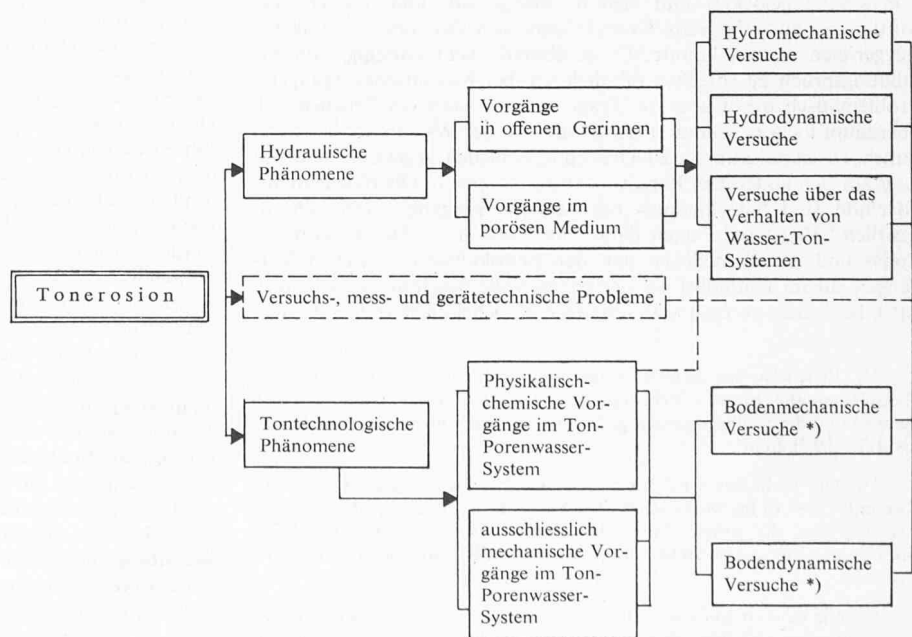 Hydromechanische
Versuche
Vorgänge
in offenen Gerinnen
Hydrodynamische
Versuche
Hydraulische
Phänomene
Vorgänge im
porösen Medium
Versuche über das
Verhalten von
Wasser-Ton-
Systemen
Tonerosion
Versuchs-, mess- und gerätetechnische Probleme
Physikalisch-
chemische Vor-
gänge im Ton-
Porenwasser-
System
Tontechnologische
Phänomene
Bodenmechanische
Versuche *)
ausschliesslich
mechanische Vor-
gänge im Ton-
Porenwasser-
System
Bodendynamische
Versuche *)